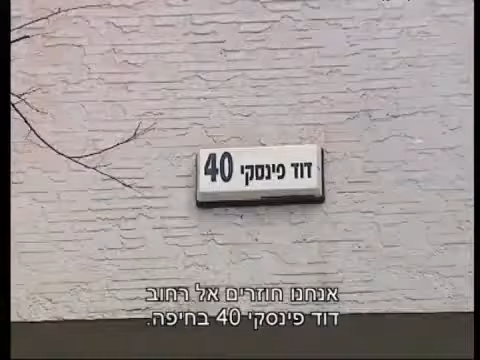 דוד פינסקי 40
אנחנו חוזרים אל רחוב
דוד פינסקי 40 בחיפה.